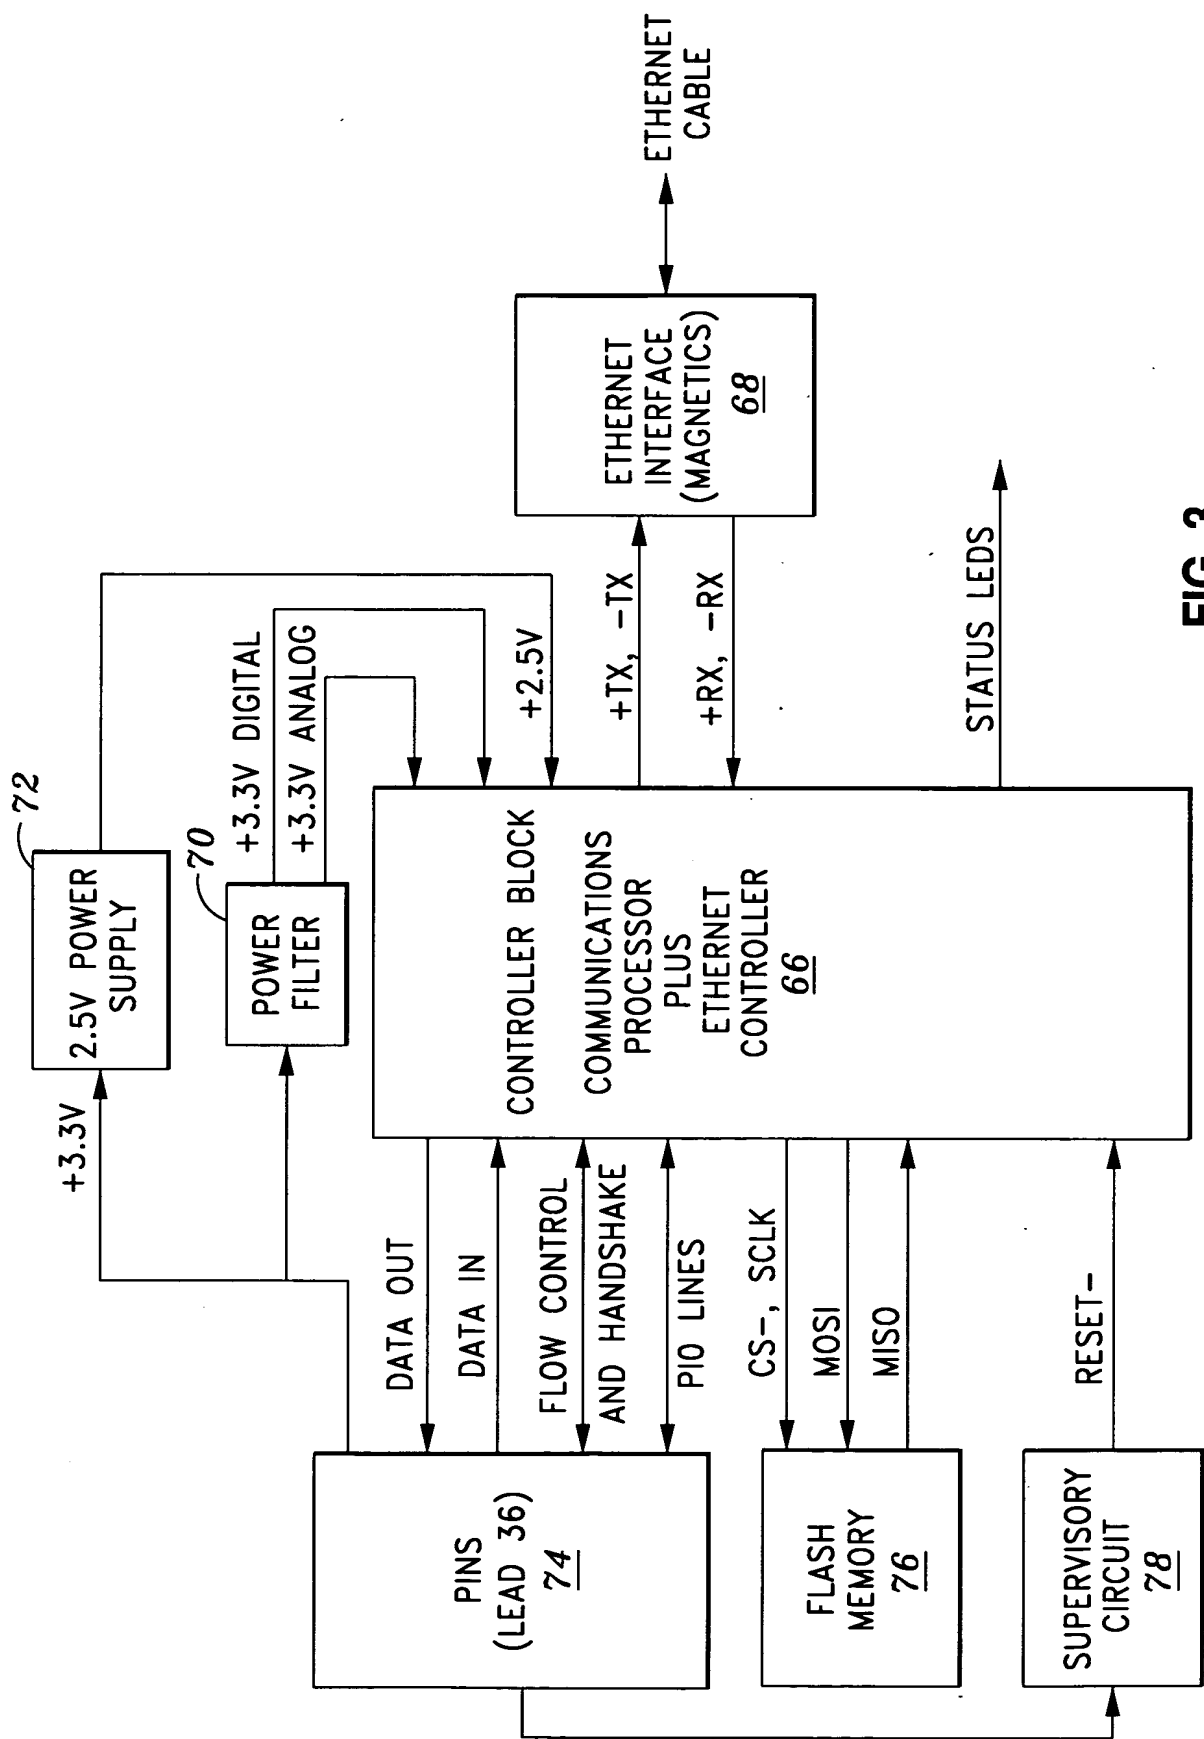 72
2.5V POWER
SUPPLY
+3.3V
70
POWER
FILTER
+3.3V DIGITAL
+3.3V ANALOG
+2.5V
PINS
(LEAD 36)
74
DATA OUT
DATA IN
FLOW CONTROL
AND HANDSHAKE
PIO LINES
CONTROLLER BLOCK
COMMUNICATIONS
PROCESSOR
PLUS
ETHERNET
CONTROLLER
66
+TX, -TX
+RX, -RX
ETHERNET
INTERFACE
(MAGNETICS)
68
ETHERNET
CABLE
FLASH
MEMORY
76
CS-, SCLK
MOSI
MISO
STATUS LEDS
SUPERVISORY
CIRCUIT
78
RESET-
FIG. 3